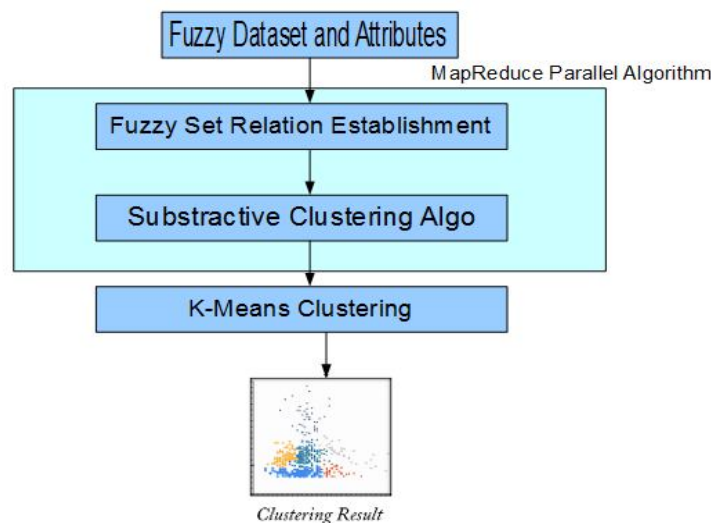 Fuzzy Dataset and Attributes
MapReduce Parallel Algorithm
Fuzzy Set Relation Establishment
Substractive Clustering Algo
K-Means Clustering
Clustering Result